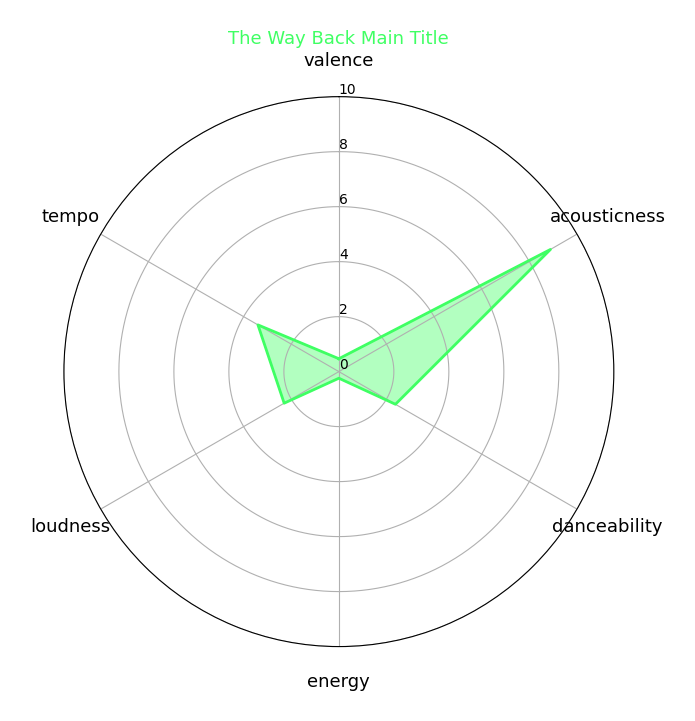 The Way Back Main Title
valence
10
8
tempo
acousticness
6
4
2
0
loudness
danceability
energy